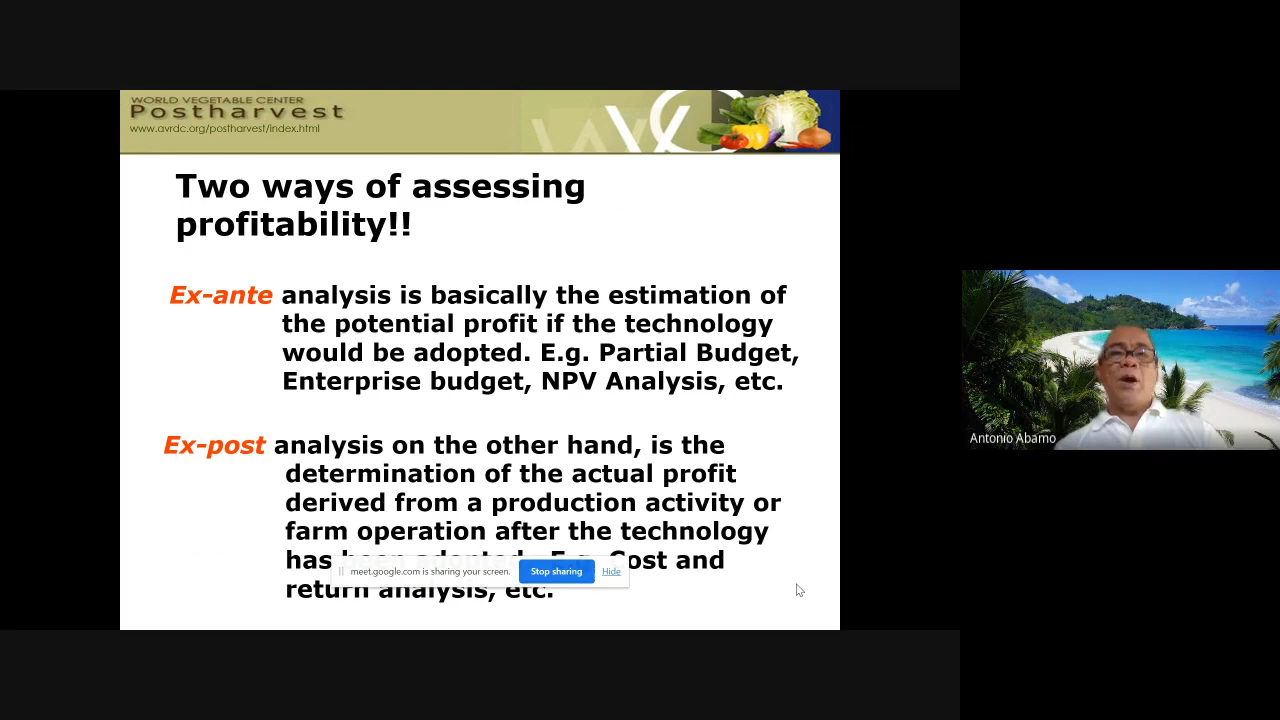 WORLD VEGETABLE CENTER
Postharvest
www.avrdc.org/postharvest/index.html
Two ways of assessing
profitability!!
Ex-ante analysis is basically the estimation of
the potential profit if the technology
would be adopted. E.g. Partial Budget,
Enterprise budget, NPV Analysis, etc.
Ex-post analysis on the other hand, is the
determination of the actual profit
derived from a production activity or
farm operation after the technology
has been adopted. E.g. Cost and
return analysis, etc.
meet.google.com is sharing your screen. Stop sharing Hide
Antonio Abamo